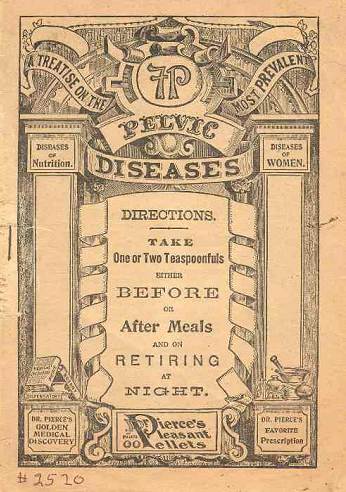 A TREATISE ON THE
7P
MOST PREVALENT
PELVIC
DISEASES
DISEASES
OF
Nutrition.
DISEASES
OF
WOMEN.
DIRECTIONS.
TAKE
One or Two Teaspoonfuls
EITHER
BEFORE
OR
After Meals
AND ON
RETIRING
AT
NIGHT.
DISPENSATORY
DR. PIERCE'S
GOLDEN
MEDICAL
DISCOVERY
Dr
Pierce's
Pleasant
Pellets
DR. PIERCE'S
FAVORITE
Prescription
#2520